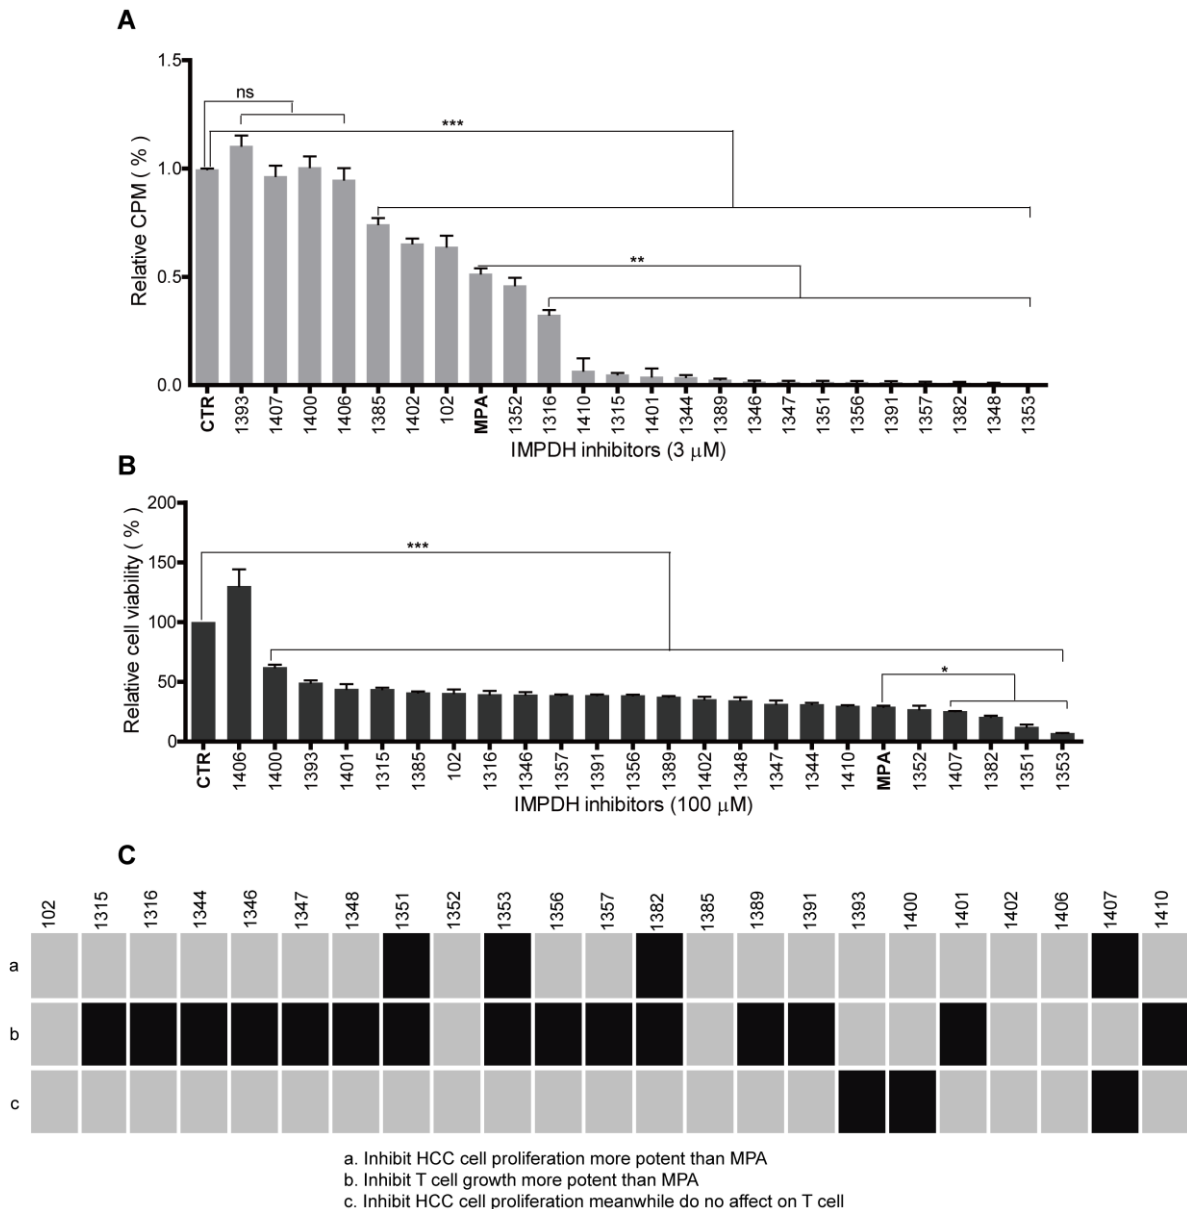 A
1.5
1.0
0.5
0.0
Relative CPM ( % )
ns
***
**
CTR 1393 1407 1400 1406 1385 1402 102 MPA 1352 1316 1410 1315 1401 1344 1389 1346 1347 1351 1356 1391 1357 1382 1348 1353
IMPDH inhibitors (3 μM)
B
200
150
100
50
0
Relative cell viability ( % )
***
*
CTR 1406 1400 1393 1401 1315 1385 102 1316 1346 1357 1391 1356 1389 1402 1348 1347 1344 1410 MPA 1352 1407 1382 1351 1353
IMPDH inhibitors (100 μM)
C
102 1315 1316 1344 1346 1347 1348 1351 1352 1353 1356 1357 1382 1385 1389 1391 1393 1400 1401 1402 1406 1407 1410
a
b
c
a. Inhibit HCC cell proliferation more potent than MPA
b. Inhibit T cell growth more potent than MPA
c. Inhibit HCC cell proliferation meanwhile do no affect on T cell